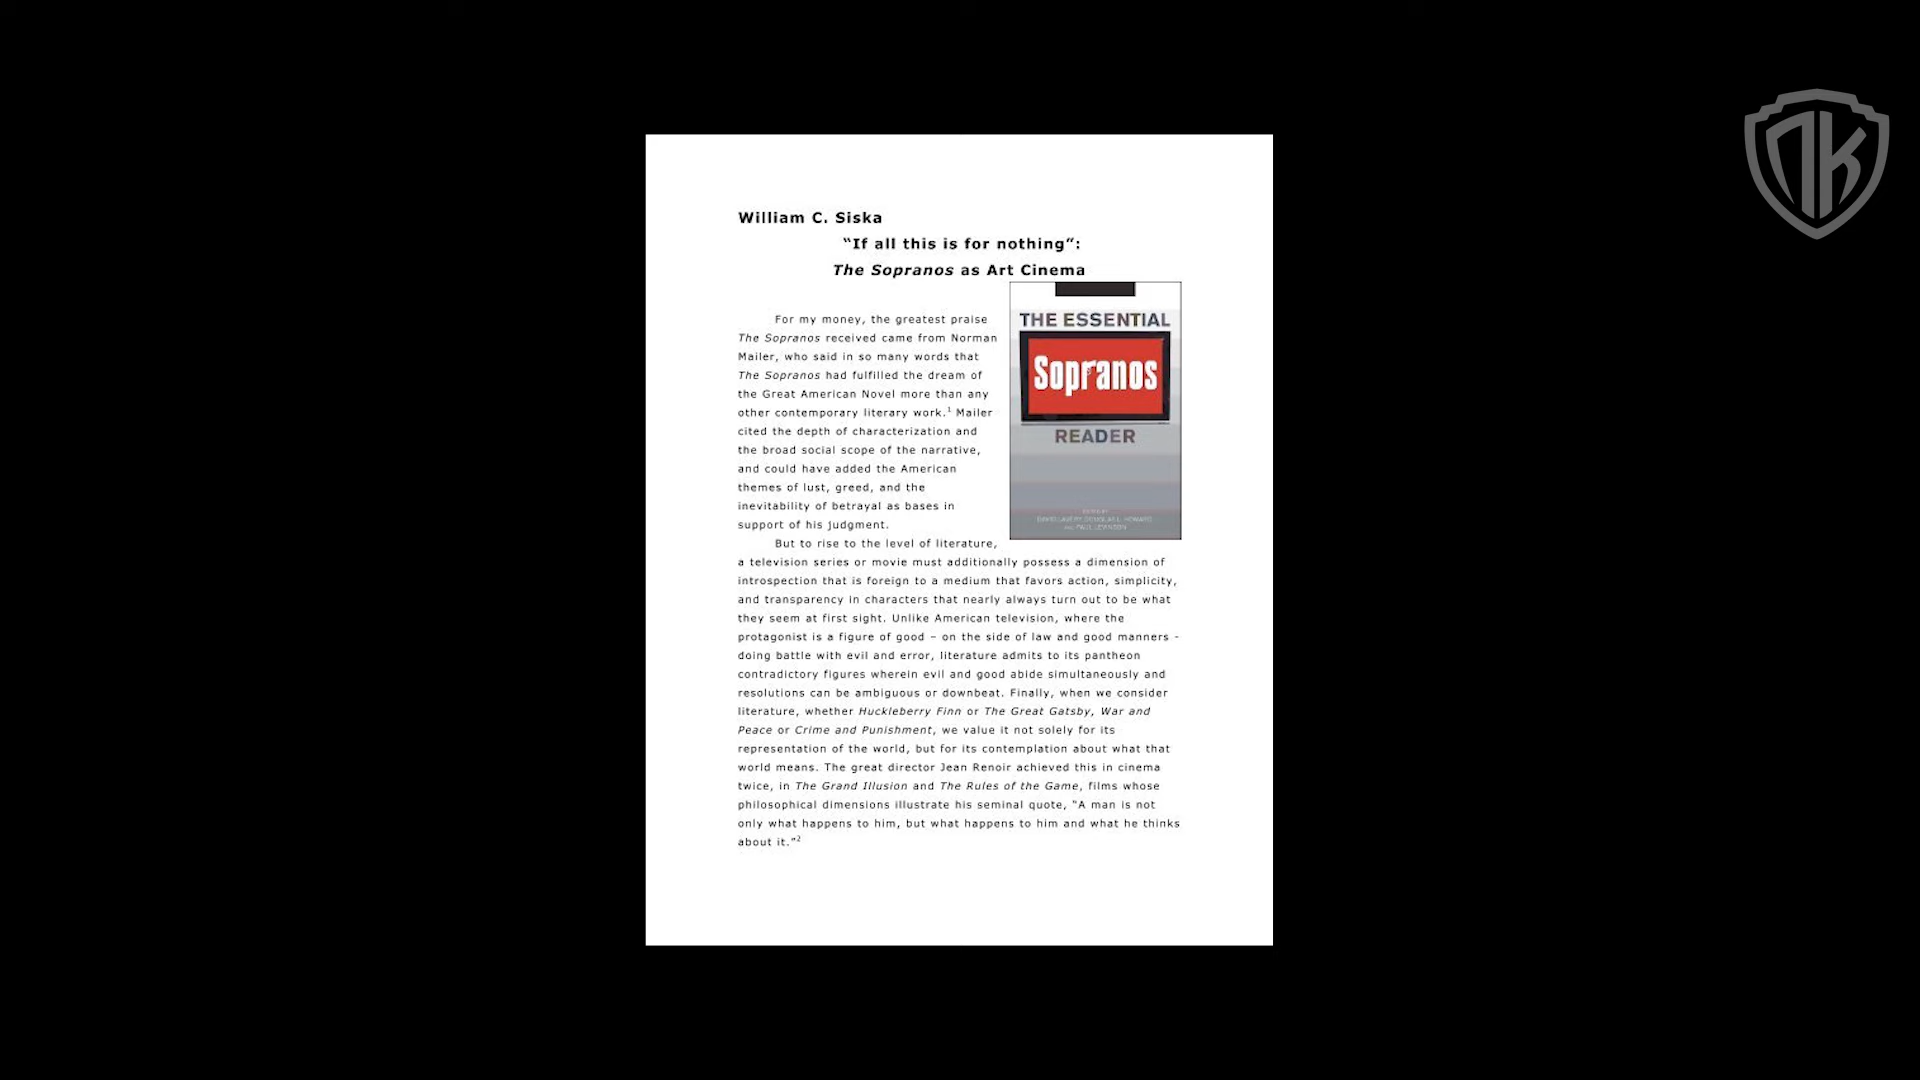 William C. Siska
“If all this is for nothing”:
The Sopranos as Art Cinema
For my money, the greatest praise
The Sopranos received came from Norman
Mailer, who said in so many words that
The Sopranos had fulfilled the dream of
the Great American Novel more than any
other contemporary literary work.1 Mailer
cited the depth of characterization and
the broad social scope of the narrative,
and could have added the American
themes of lust, greed, and the
inevitability of betrayal as bases in
support of his judgment.
THE ESSENTIAL
Sopranos
READER
EDITED BY
DAVID LAVERY, DOUGLAS L. HOWARD
AND PAUL LEVINSON
But to rise to the level of literature,
a television series or movie must additionally possess a dimension of
introspection that is foreign to a medium that favors action, simplicity,
and transparency in characters that nearly always turn out to be what
they seem at first sight. Unlike American television, where the
protagonist is a figure of good – on the side of law and good manners -
doing battle with evil and error, literature admits to its pantheon
contradictory figures wherein evil and good abide simultaneously and
resolutions can be ambiguous or downbeat. Finally, when we consider
literature, whether Huckleberry Finn or The Great Gatsby, War and
Peace or Crime and Punishment, we value it not solely for its
representation of the world, but for its contemplation about what that
world means. The great director Jean Renoir achieved this in cinema
twice, in The Grand Illusion and The Rules of the Game, films whose
philosophical dimensions illustrate his seminal quote, “A man is not
only what happens to him, but what happens to him and what he thinks
about it.”2
NK